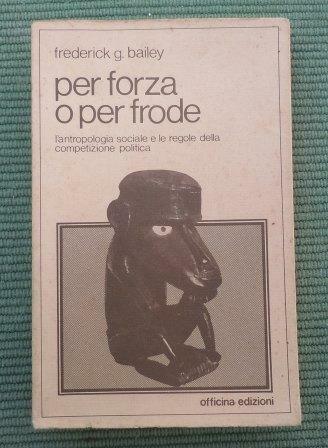 frederick g. bailey
per forza
o per frode
l'antropologia sociale e le regole della
competizione politica
officina edizioni